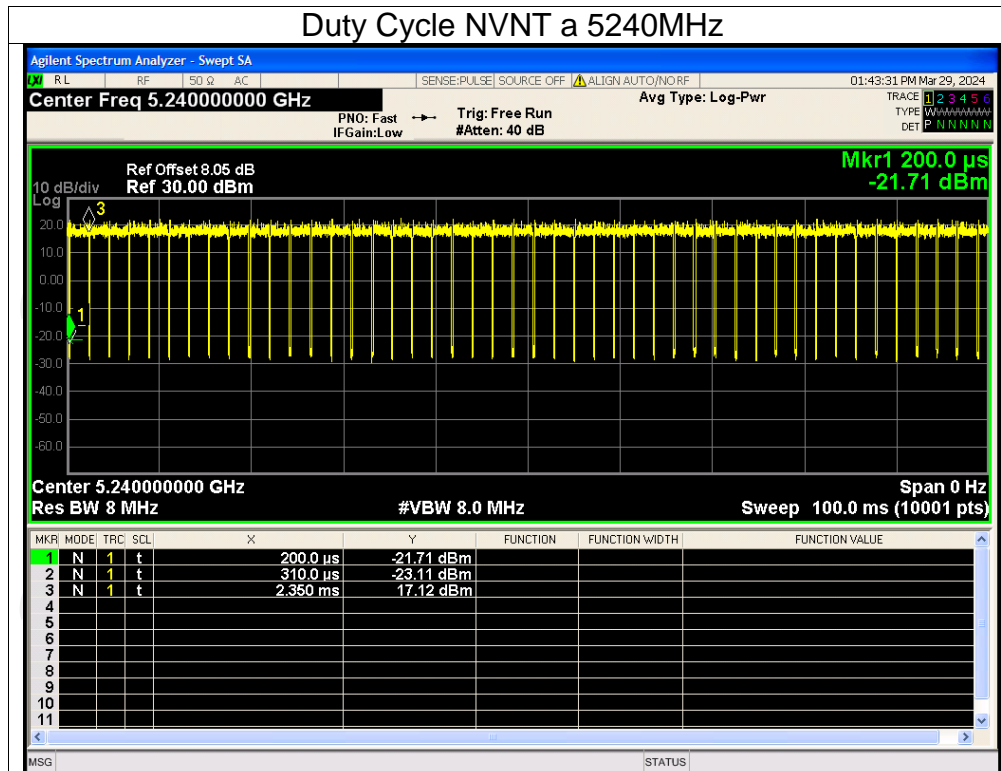 Duty Cycle NVNT a 5240MHz
Agilent Spectrum Analyzer - Swept SA
LXI RL RF 50 Ω AC SENSE:PULSE SOURCE OFF ALIGN AUTO/NO RF 01:43:31 PM Mar 29, 2024
Center Freq 5.240000000 GHz Avg Type: Log-Pwr TRACE 1 2 3 4 5 6
PNO: Fast Trig: Free Run TYPE WWWWWW
IFGain:Low #Atten: 40 dB DET P N N N N N
Mkr1 200.0 µs
Ref Offset 8.05 dB -21.71 dBm
10 dB/div Ref 30.00 dBm
Log
3
20.0
10.0
0.00
-10.0
1
-20.0
-30.0
-40.0
-50.0
-60.0
Center 5.240000000 GHz Span 0 Hz
Res BW 8 MHz #VBW 8.0 MHz Sweep 100.0 ms (10001 pts)
MKR MODE TRC SCL X Y FUNCTION FUNCTION WIDTH FUNCTION VALUE
1 N 1 t 200.0 µs -21.71 dBm
2 N 1 t 310.0 µs -23.11 dBm
3 N 1 t 2.350 ms 17.12 dBm
4
5
6
7
8
9
10
11
MSG STATUS